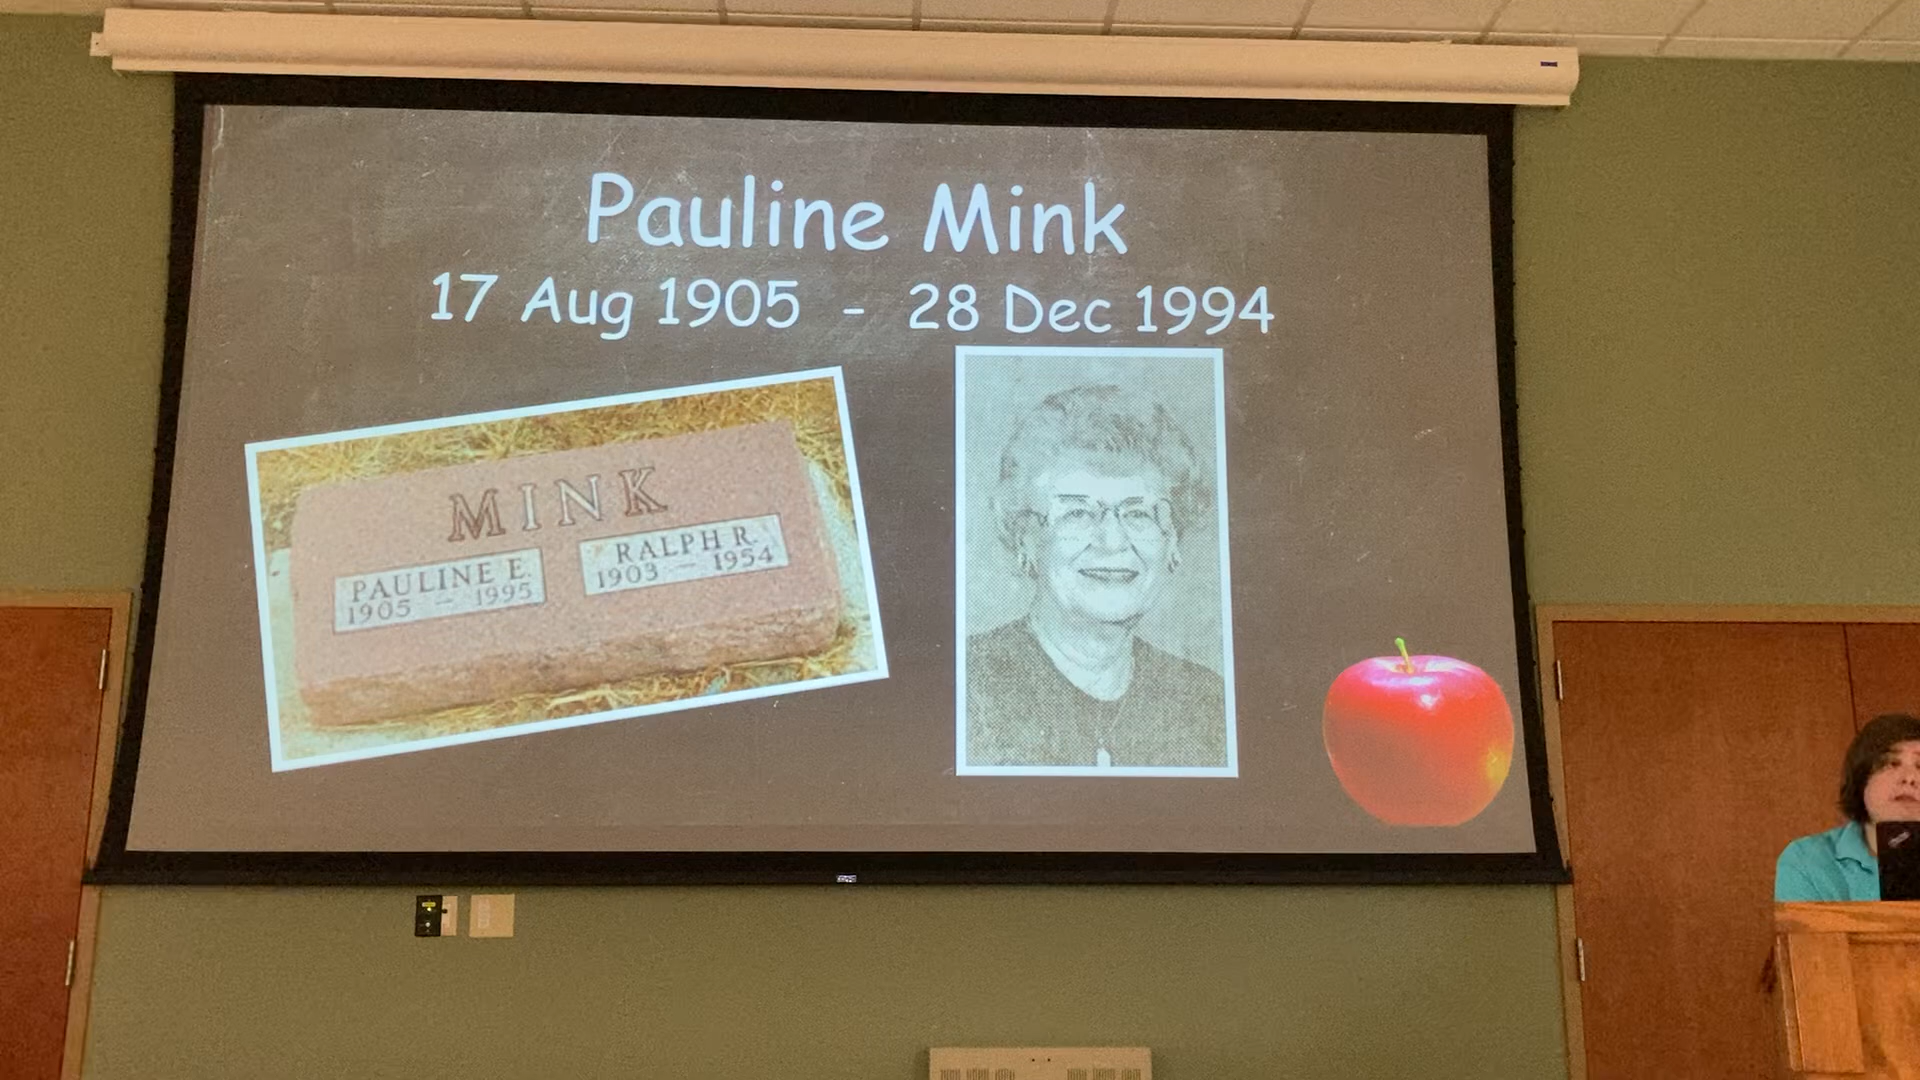 Pauline Mink
17 Aug 1905 - 28 Dec 1994
MINK
PAULINE E.
1905 - 1995
RALPH R.
1903 - 1954